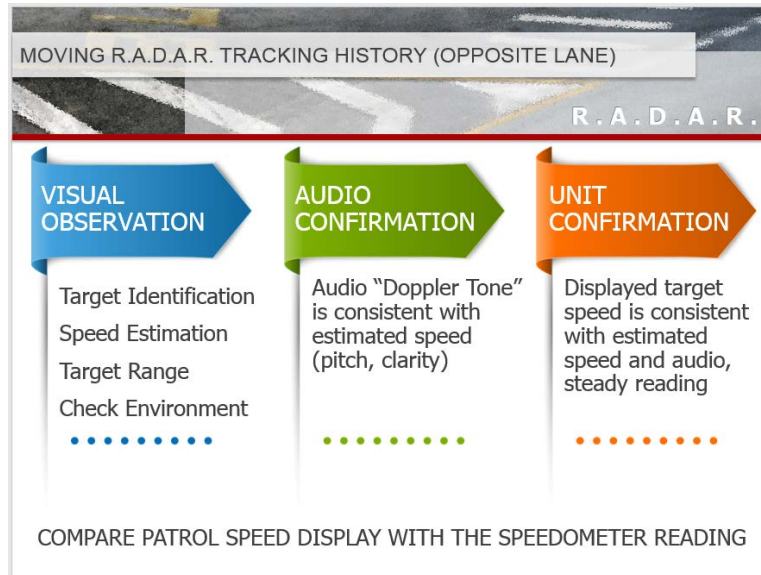 MOVING R.A.D.A.R. TRACKING HISTORY (OPPOSITE LANE)
R.A.D.A.R.
VISUAL
OBSERVATION
Target Identification
Speed Estimation
Target Range
Check Environment
AUDIO
CONFIRMATION
Audio “Doppler Tone”
is consistent with
estimated speed
(pitch, clarity)
UNIT
CONFIRMATION
Displayed target
speed is consistent
with estimated
speed and audio,
steady reading
COMPARE PATROL SPEED DISPLAY WITH THE SPEEDOMETER READING